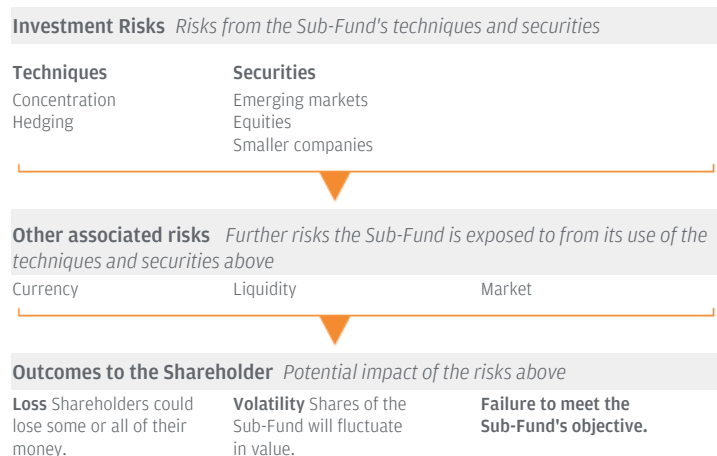 Investment Risks Risks from the Sub-Fund's techniques and securities
Techniques
Concentration
Hedging
Securities
Emerging markets
Equities
Smaller companies
Other associated risks Further risks the Sub-Fund is exposed to from its use of the
techniques and securities above
Currency
Liquidity
Market
Outcomes to the Shareholder Potential impact of the risks above
Loss Shareholders could
lose some or all of their
money.
Volatility Shares of the
Sub-Fund will fluctuate
in value.
Failure to meet the
Sub-Fund's objective.